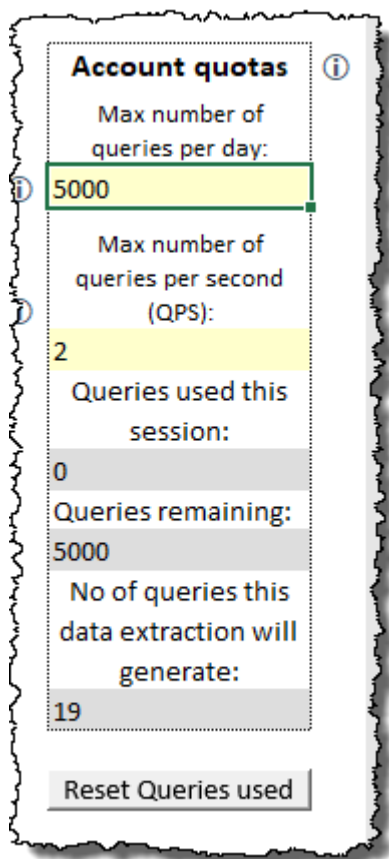 Account quotas
Max number of
queries per day:
5000
Max number of
queries per second
(QPS):
2
Queries used this
session:
0
Queries remaining:
5000
No of queries this
data extraction will
generate:
19
Reset Queries used